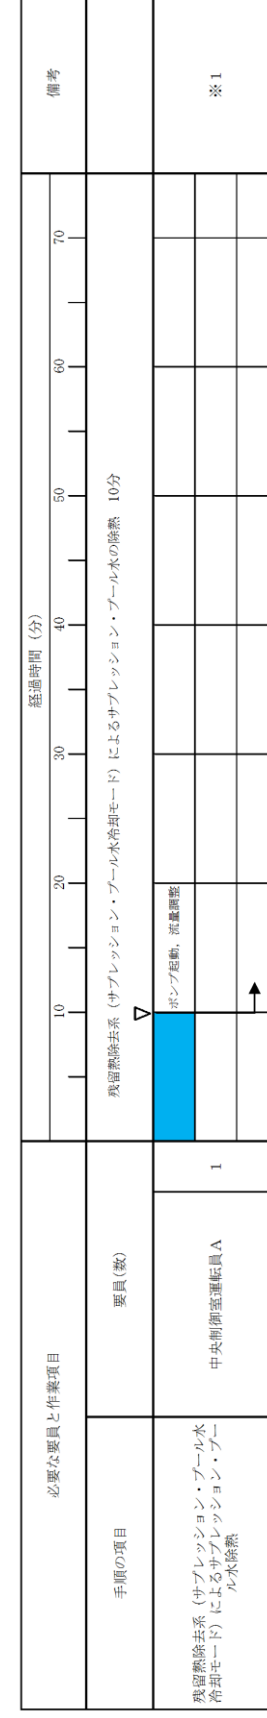 必要な要員と作業項目
経過時間（分）
備考
10
20
30
40
50
60
70
手順の項目
要員(数)
残留熱除去系（サプレッション・プール水冷却モード）によるサプレッション・プール水の除熱　10分
残留熱除去系（サプレッション・プール水
冷却モード）によるサプレッション・プー
ル水除熱
中央制御室運転員Ａ
1
ポンプ起動，流量調整
※1